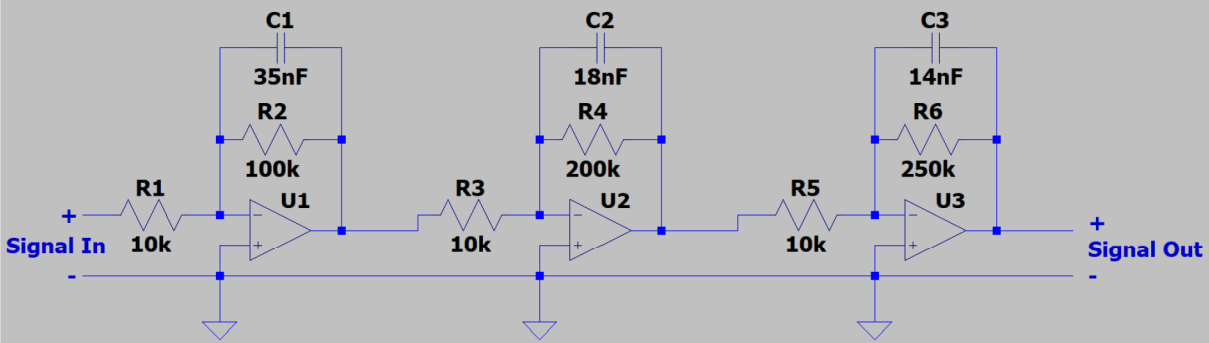 C1
35nF
R2
100k
R1
10k
U1
C2
18nF
R4
200k
R3
10k
U2
C3
14nF
R6
250k
R5
10k
U3
+
Signal In
-
+
Signal Out
-